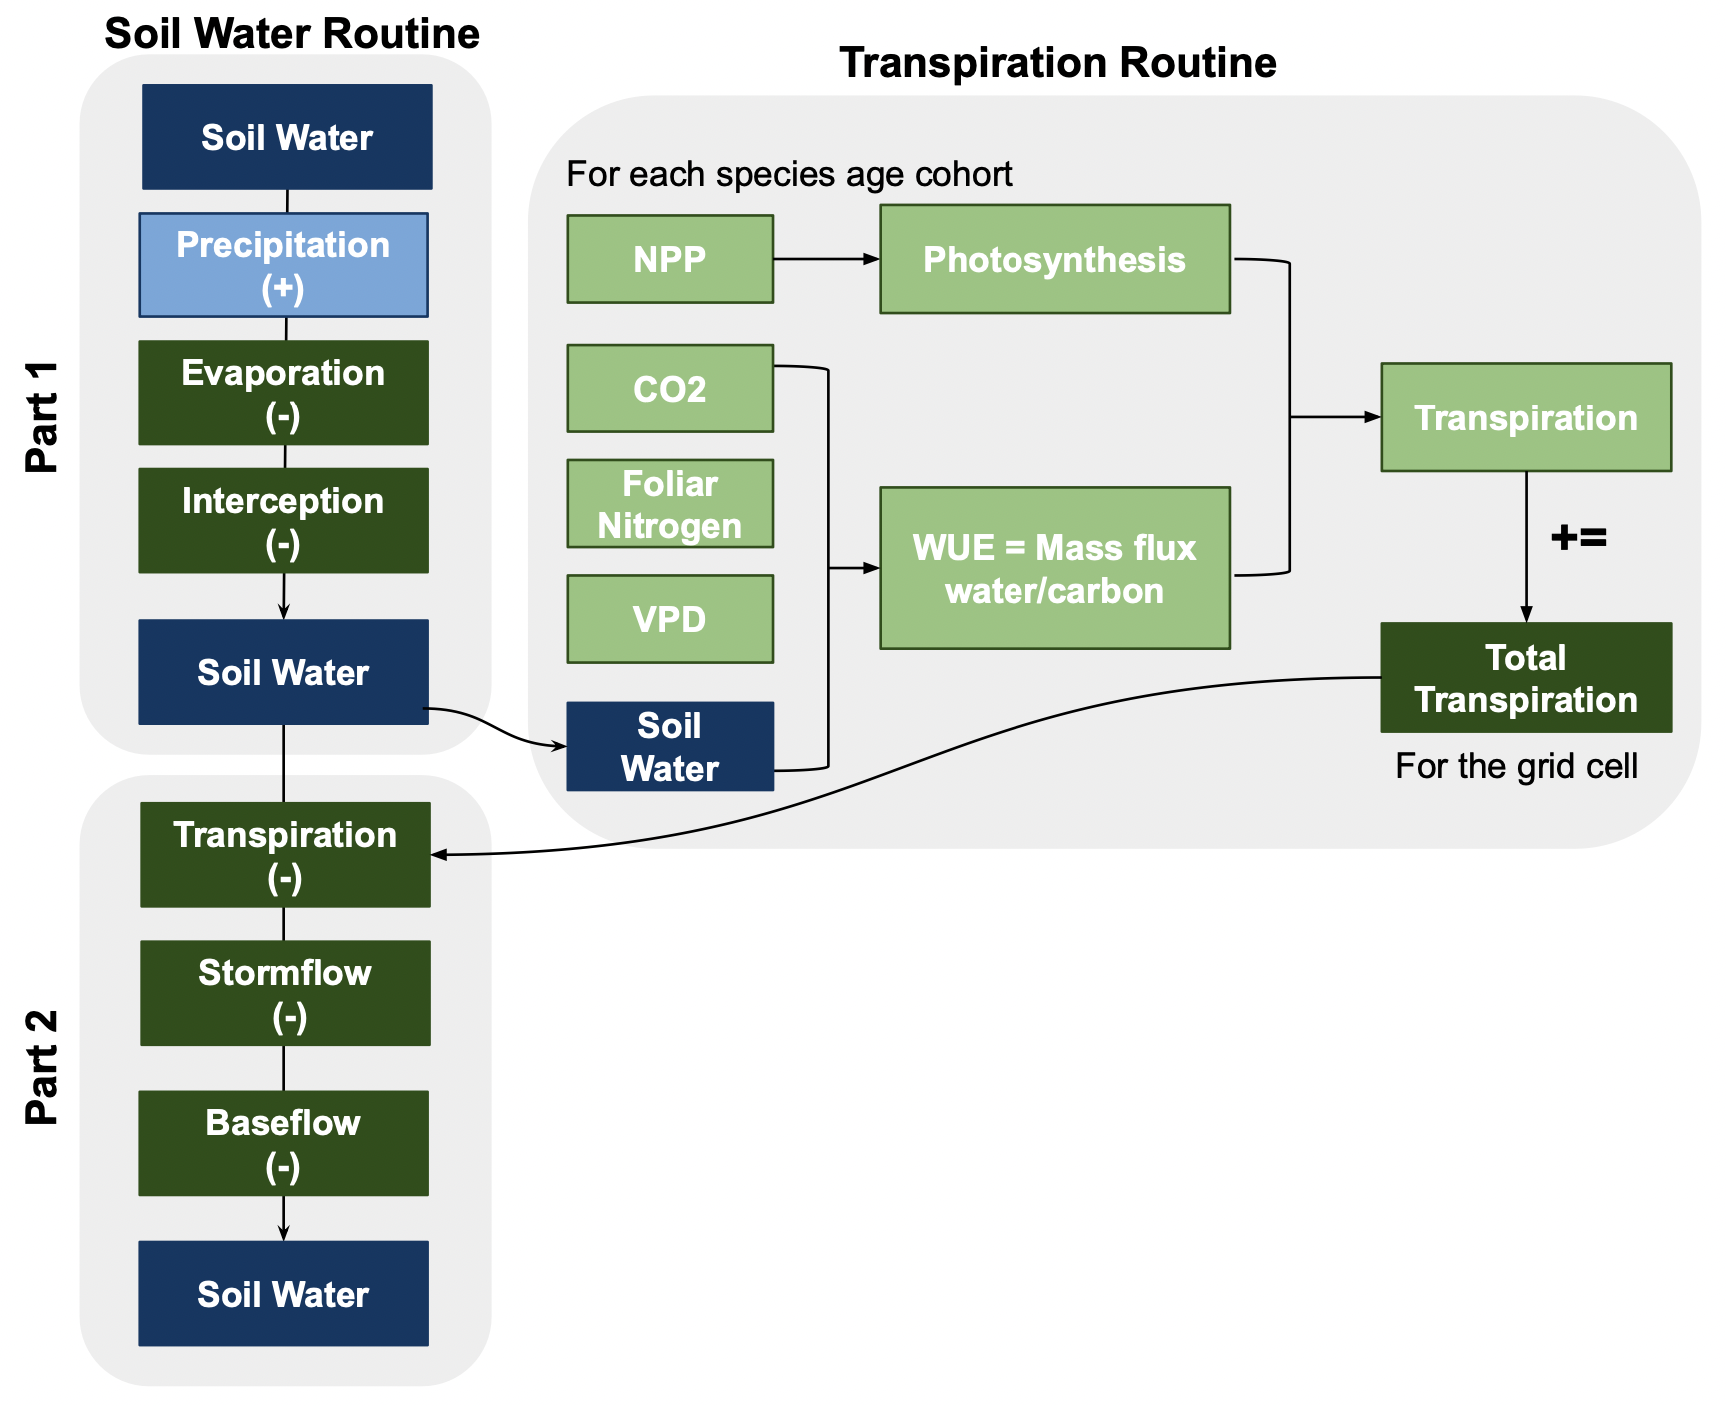 Soil Water Routine
Part 1
Soil Water
Precipitation
(+)
Evaporation
(-)
Interception
(-)
Soil Water
Part 2
Transpiration
(-)
Stormflow
(-)
Baseflow
(-)
Soil Water
Transpiration Routine
For each species age cohort
NPP
Photosynthesis
CO2
Foliar
Nitrogen
VPD
Soil
Water
WUE = Mass flux
water/carbon
Transpiration
+=
Total
Transpiration
For the grid cell